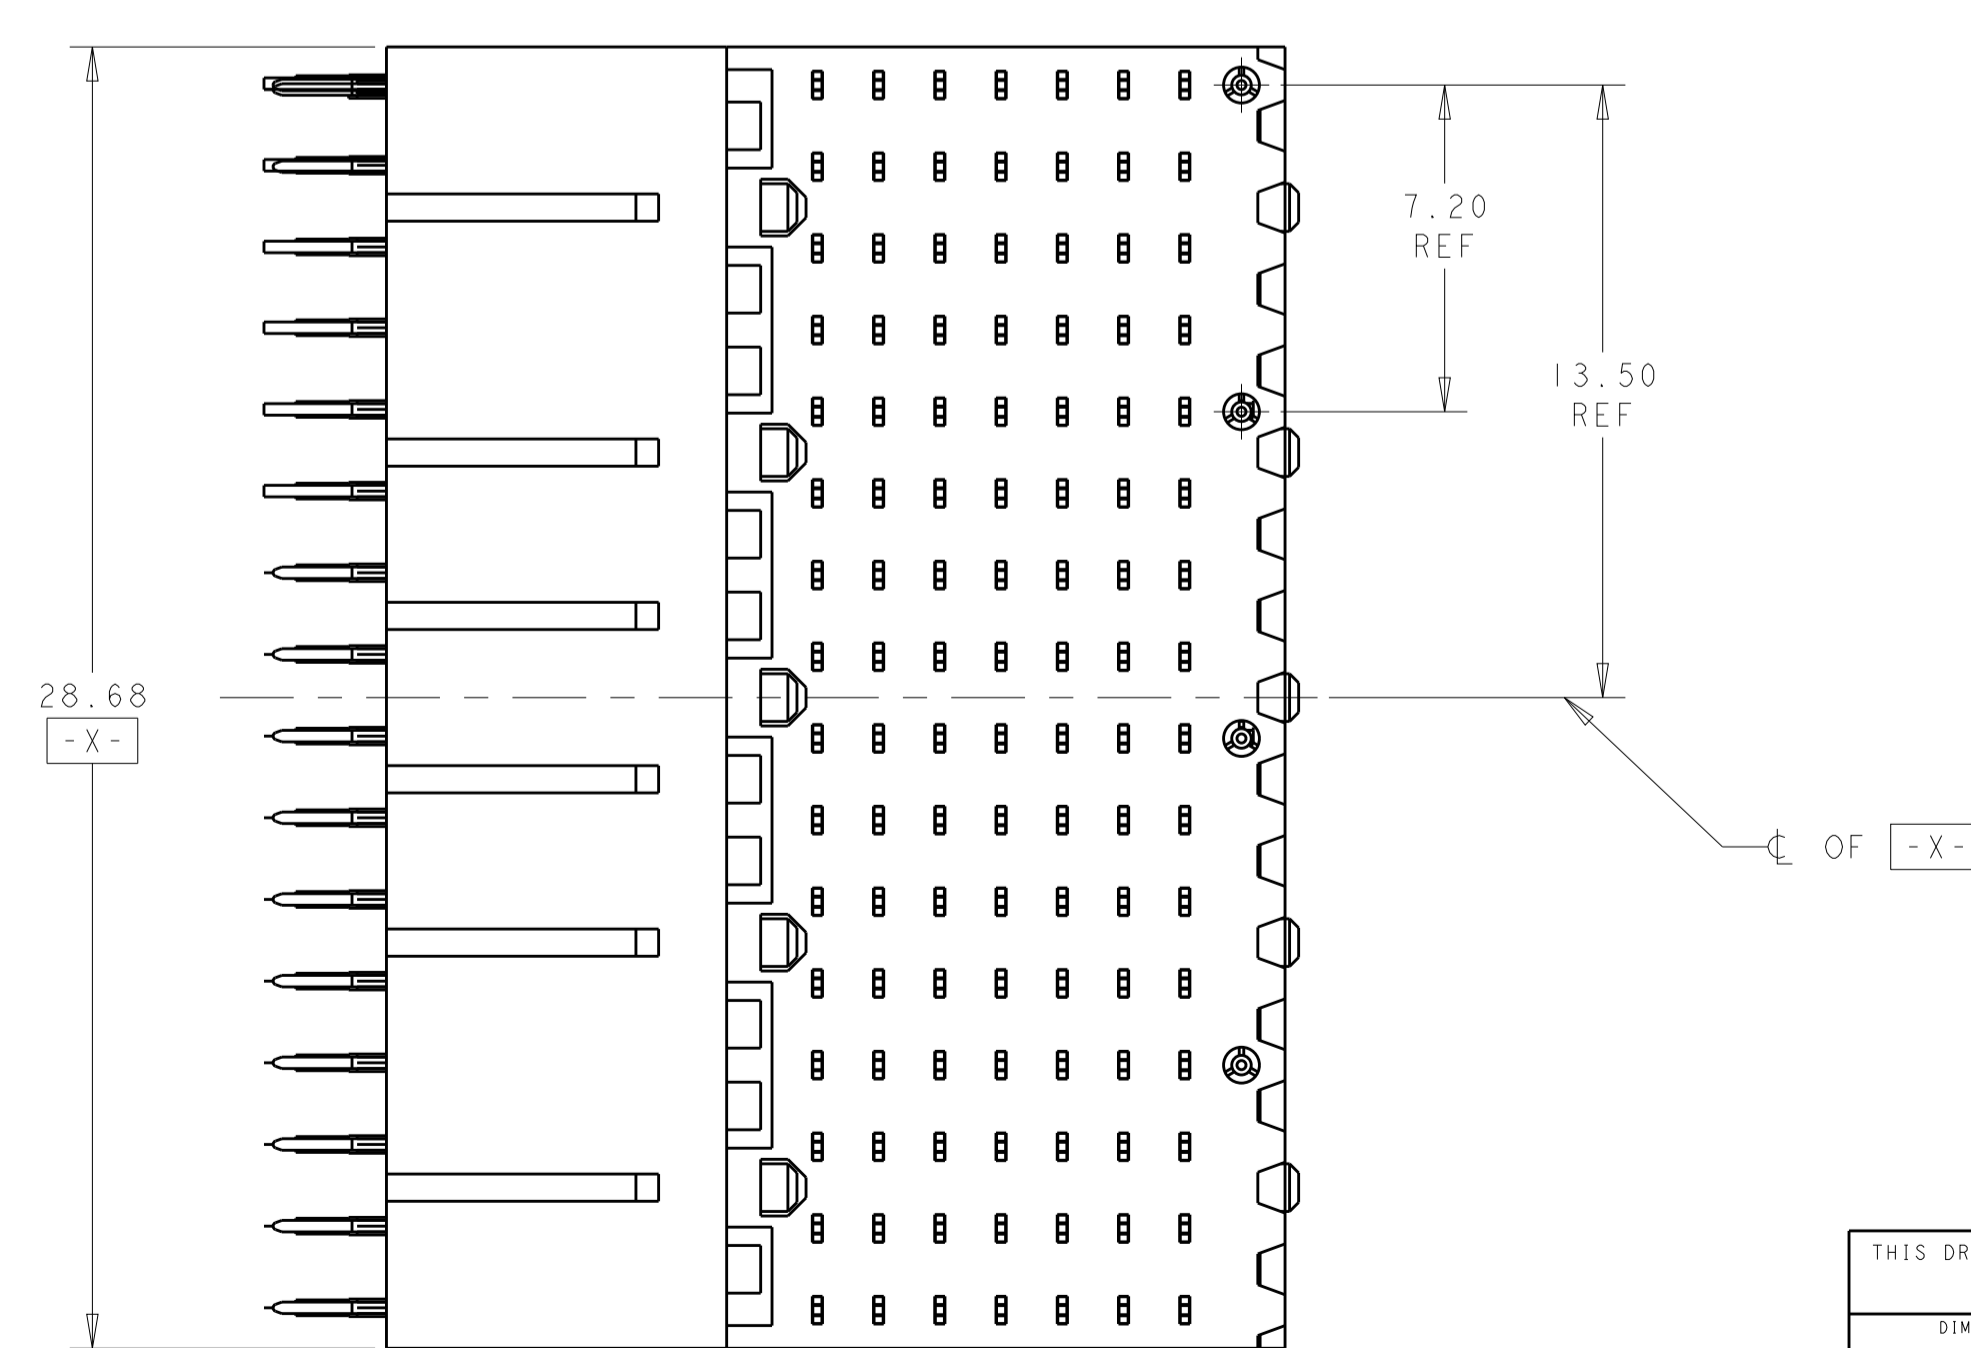 7.20
REF
13.50
REF
28.68
-X-
℄ OF -X-
THIS DR
DIM